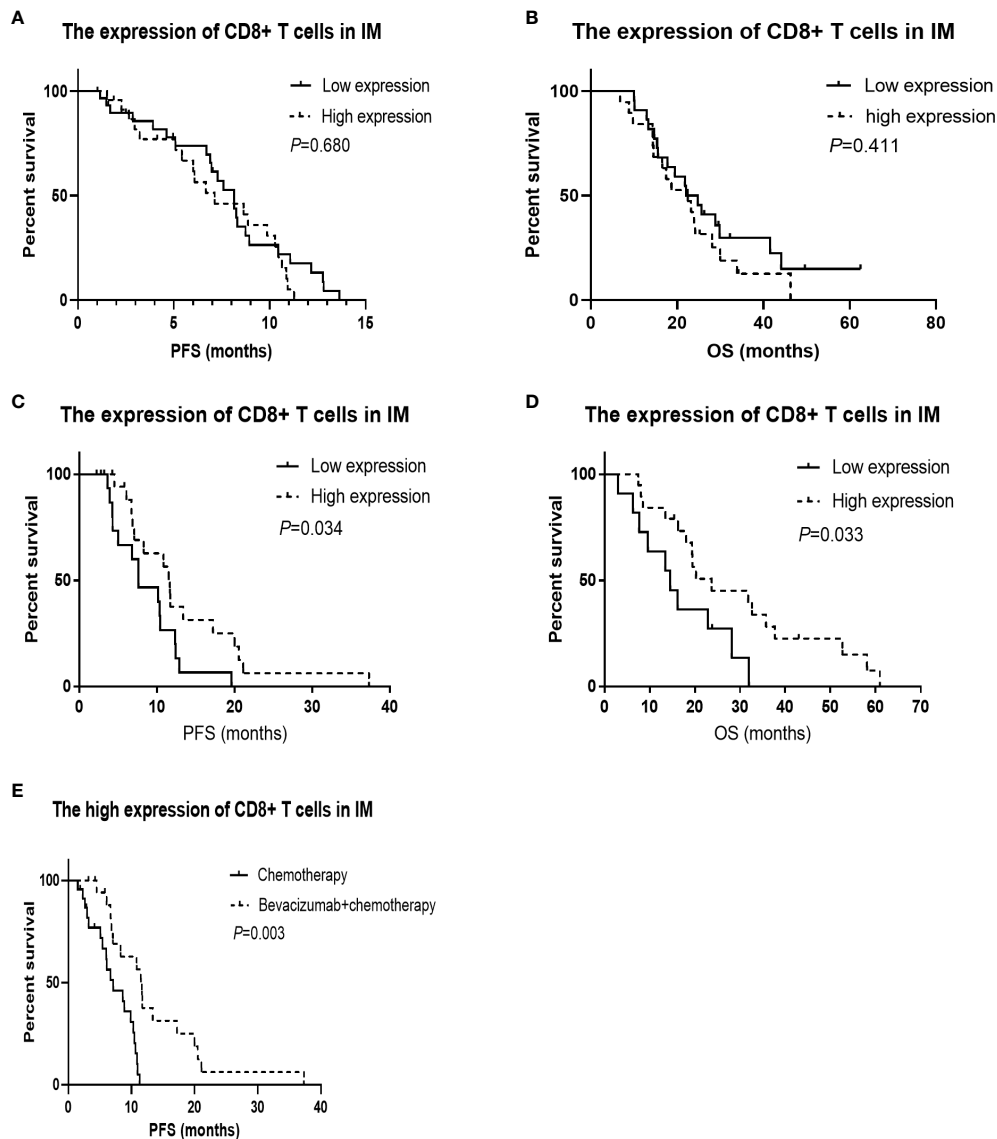 A
The expression of CD8+ T cells in IM
Low expression
High expression
P=0.680
Percent survival
100
50
0
0 5 10 15
PFS (months)
B
The expression of CD8+ T cells in IM
Low expression
high expression
P=0.411
Percent survival
100
50
0
0 20 40 60 80
OS (months)
C
The expression of CD8+ T cells in IM
Low expression
High expression
P=0.034
Percent survival
100
50
0
0 10 20 30 40
PFS (months)
D
The expression of CD8+ T cells in IM
Low expression
High expression
P=0.033
Percent survival
100
50
0
0 10 20 30 40 50 60 70
OS (months)
E
The high expression of CD8+ T cells in IM
Chemotherapy
Bevacizumab+chemotherapy
P=0.003
Percent survival
100
50
0
0 10 20 30 40
PFS (months)